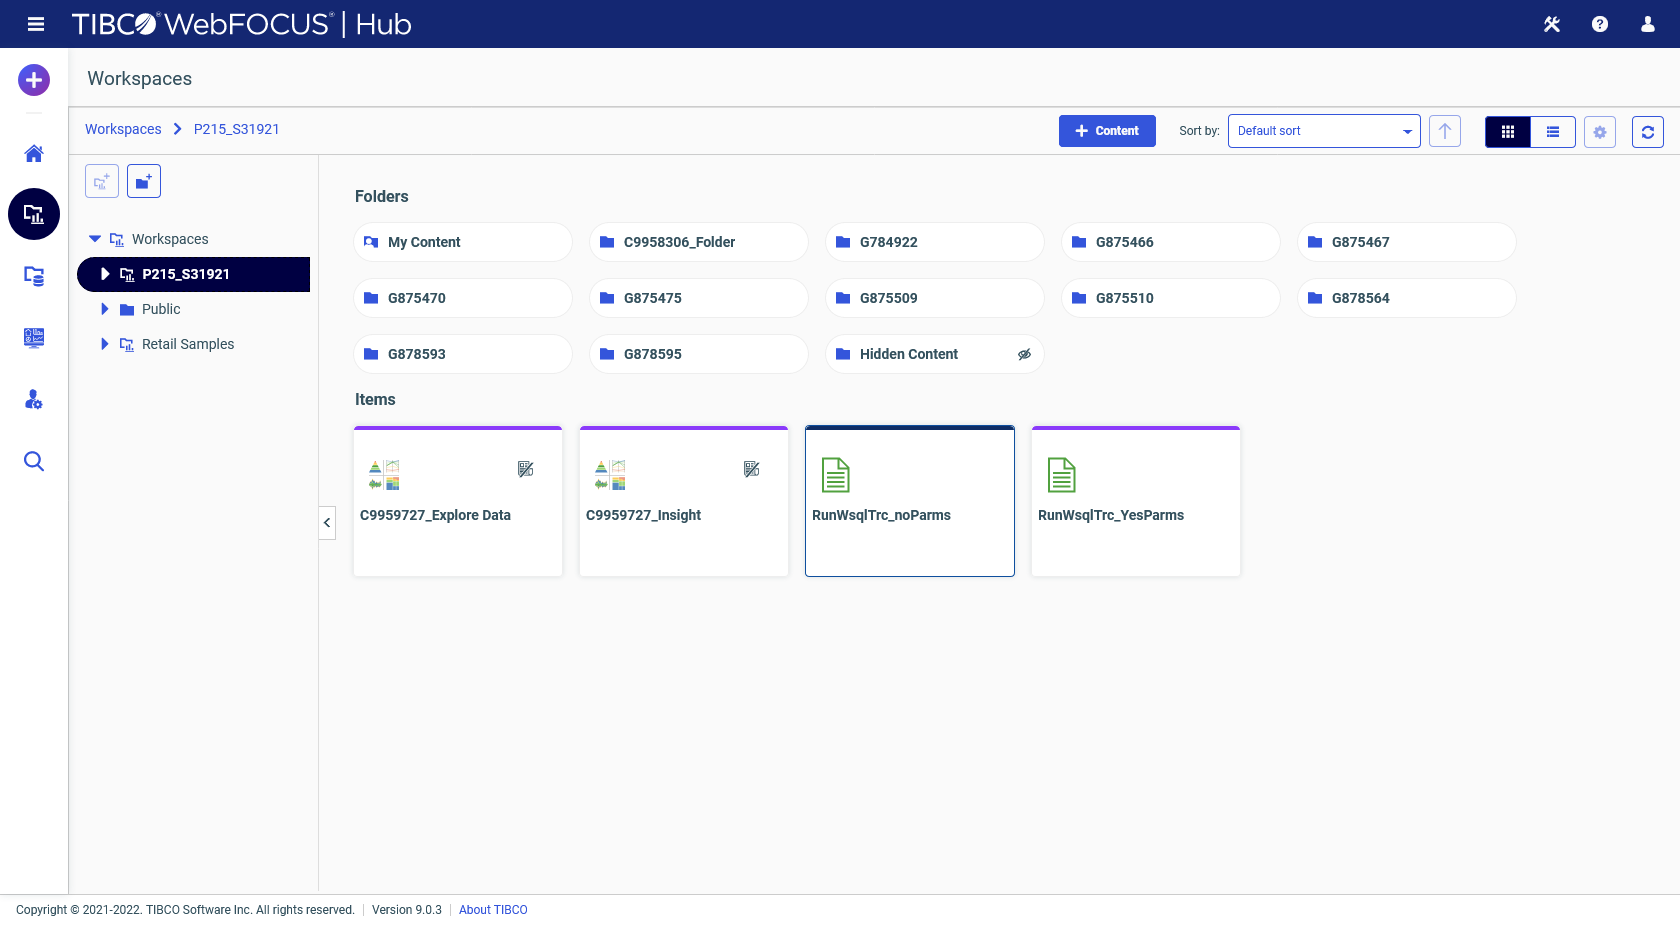 TIBCO® WebFOCUS® | Hub
Workspaces
Workspaces > P215_S31921
+ Content
Sort by:
Default sort
Workspaces
P215_S31921
Public
Retail Samples
Folders
My Content
C9958306_Folder
G784922
G875466
G875467
G875470
G875475
G875509
G875510
G878564
G878593
G878595
Hidden Content
Items
C9959727_Explore Data
C9959727_Insight
RunWsqlTrc_noParms
RunWsqlTrc_YesParms
Copyright © 2021-2022. TIBCO Software Inc. All rights reserved. | Version 9.0.3 | About TIBCO